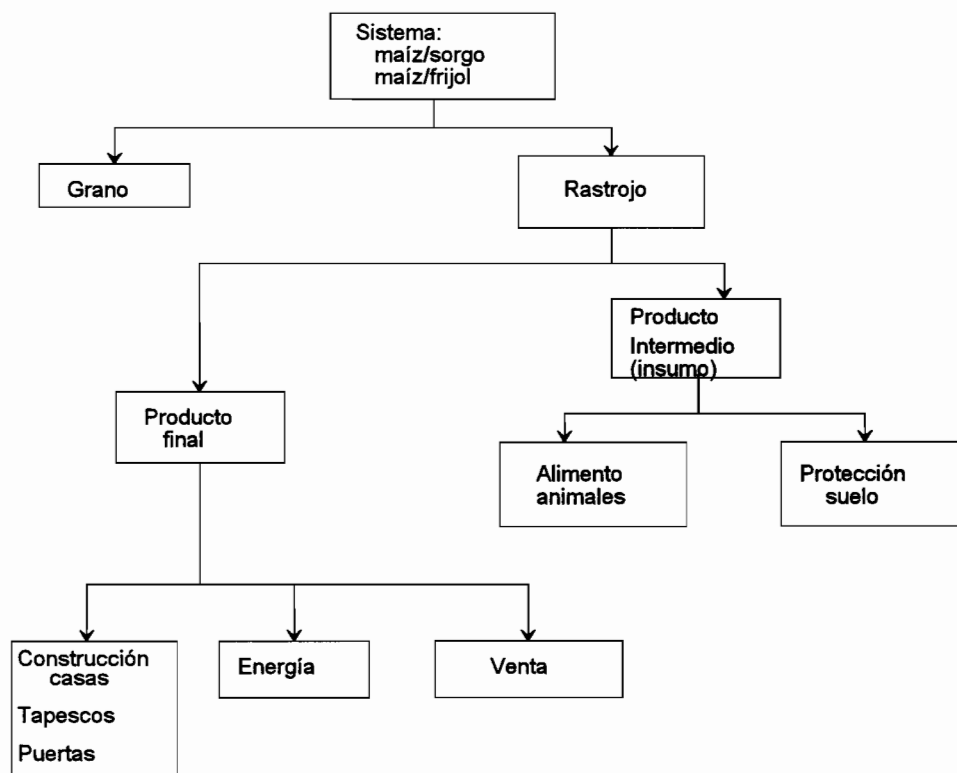 Sistema:
maíz/sorgo
maíz/frijol
Grano
Rastrojo
Producto
Intermedio
(insumo)
Producto
final
Alimento
animales
Protección
suelo
Construcción
casas
Tapescos
Puertas
Energía
Venta